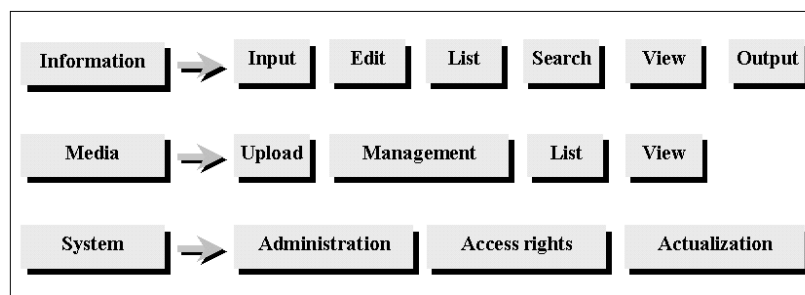 Information Input Edit List Search View Output
Media Upload Management List View
System Administration Access rights Actualization